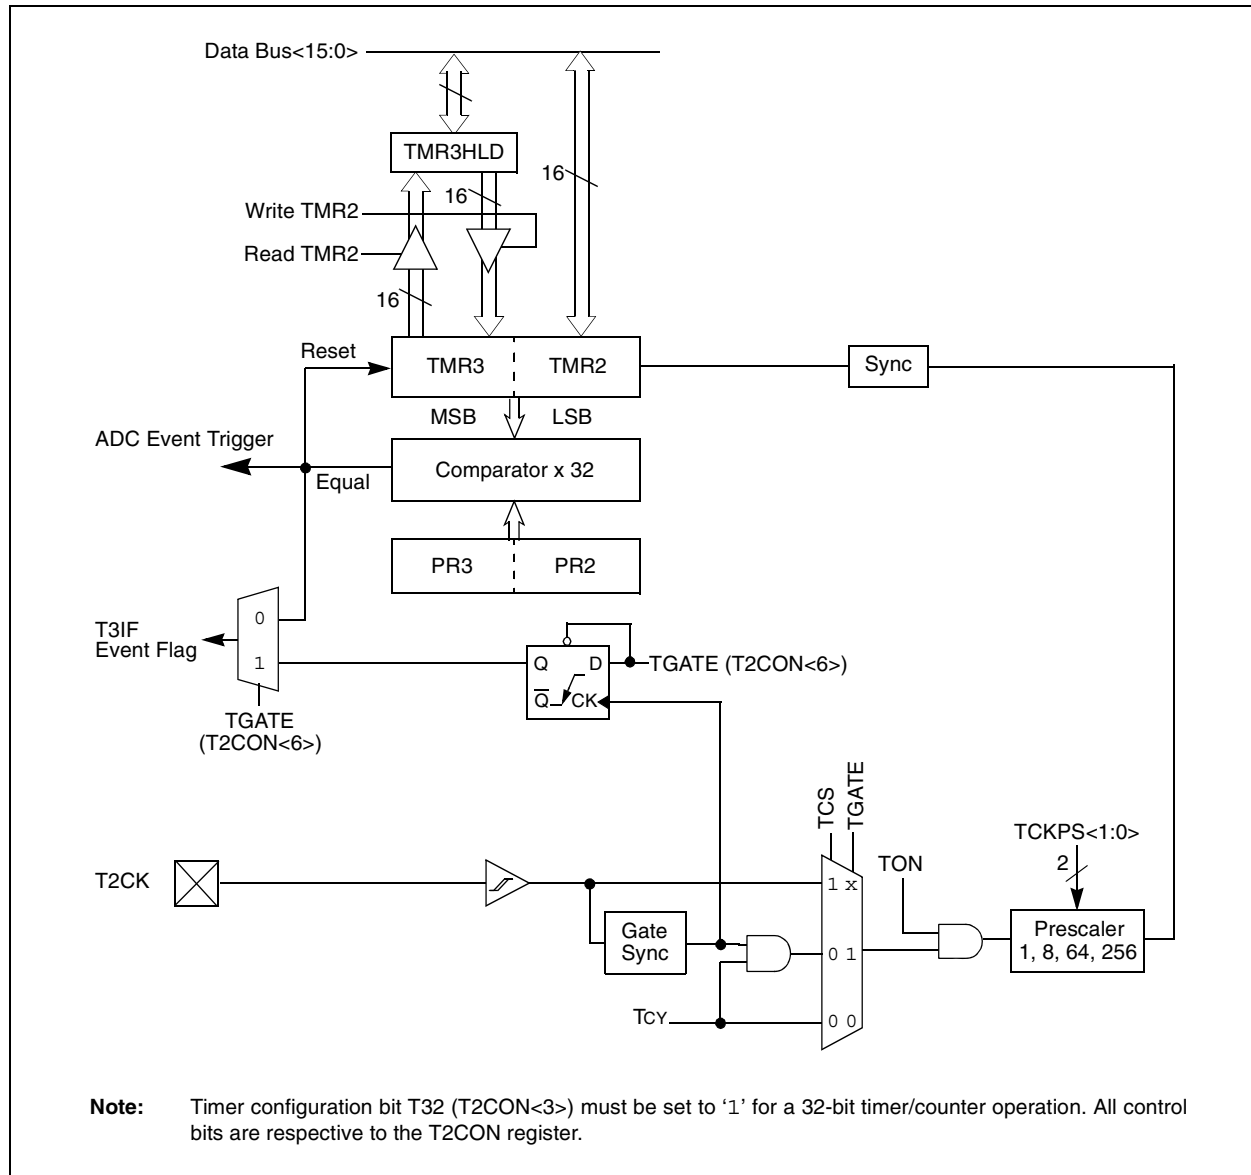 Data Bus<15:0>
TMR3HLD
16
16
Write TMR2
Read TMR2
16
Reset
TMR3
TMR2
Sync
MSB
LSB
ADC Event Trigger
Equal
Comparator x 32
PR3
PR2
0
T3IF
Event Flag
1
Q
D
TGATE (T2CON<6>)
Q
CK
TGATE
(T2CON<6>)
TCS
TGATE
TCKPS<1:0>
2
TON
T2CK
1 x
Gate
Sync
0 1
Prescaler
1, 8, 64, 256
TCY
0 0
Note: Timer configuration bit T32 (T2CON<3>) must be set to ‘1’ for a 32-bit timer/counter operation. All control
bits are respective to the T2CON register.